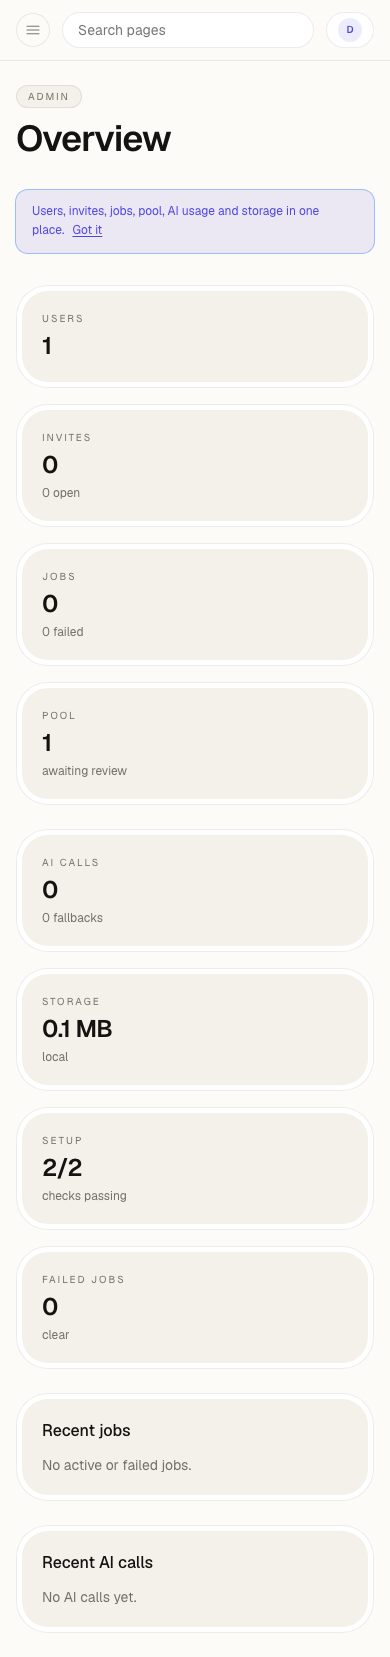 Search pages
D
ADMIN
Overview
Users, invites, jobs, pool, AI usage and storage in one
place. Got it
USERS
1
INVITES
0
0 open
JOBS
0
0 failed
POOL
1
awaiting review
AI CALLS
0
0 fallbacks
STORAGE
0.1 MB
local
SETUP
2/2
checks passing
FAILED JOBS
0
clear
Recent jobs
No active or failed jobs.
Recent AI calls
No AI calls yet.